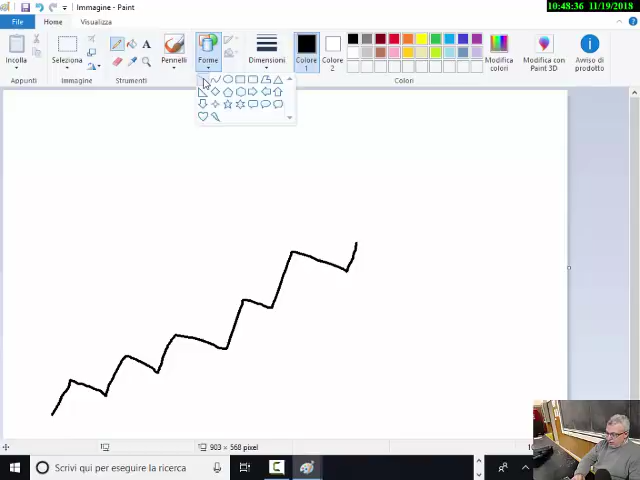 10:48:36 11/19/2018
Immagine - Paint
File
Home
Visualizza
Incolla
Selezione
Pennelli
Forme
Dimensioni
Colore 1
Colore 2
Modifica colori
Modifica con Paint 3D
Avviso di prodotto
Appunti
Immagine
Strumenti
Colori
903 × 568 pixel
Scrivi qui per eseguire la ricerca